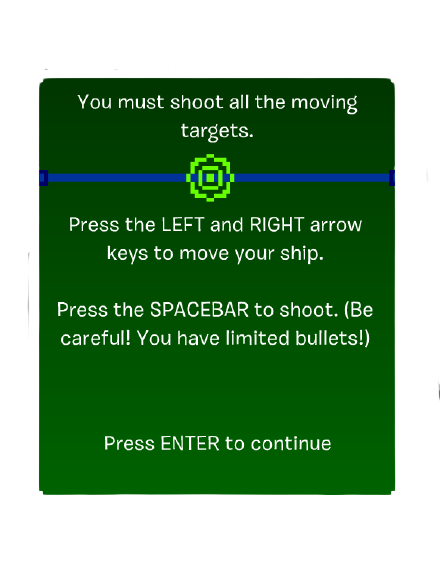 You must shoot all the moving
targets.
Press the LEFT and RIGHT arrow
keys to move your ship.
Press the SPACEBAR to shoot. (Be
careful! You have limited bullets!)
Press ENTER to continue